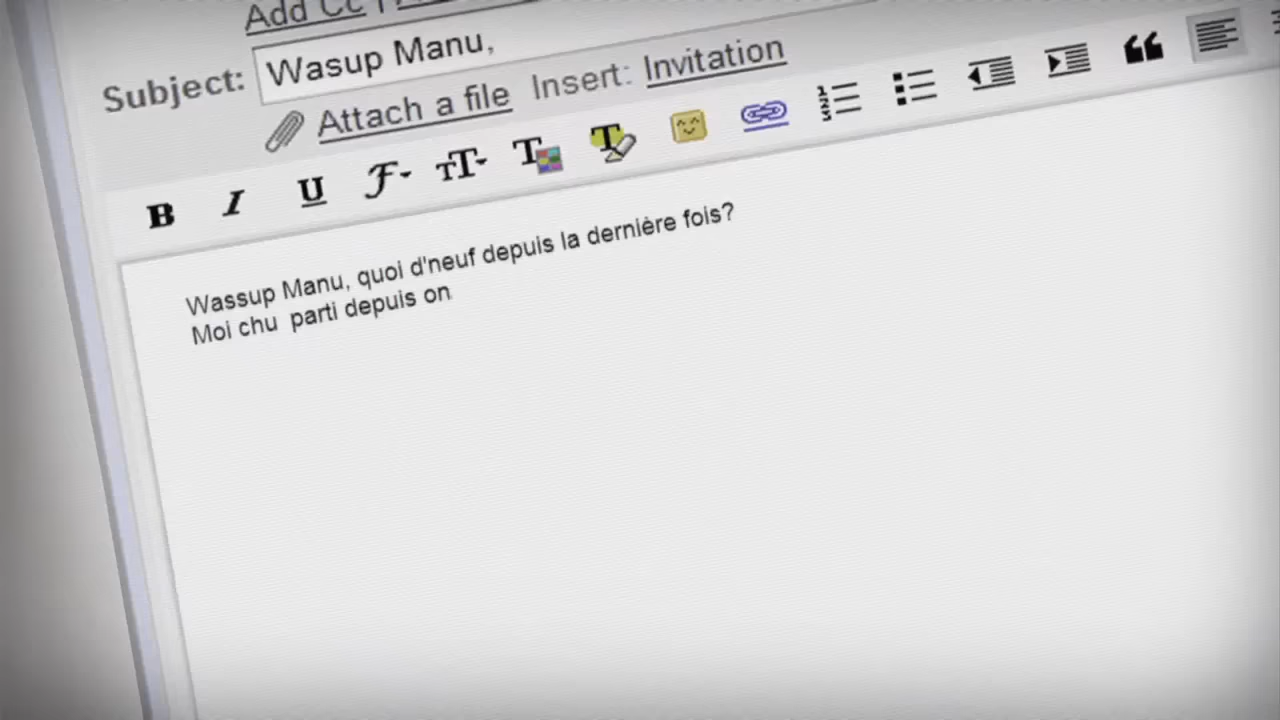 Add Cc
Subject: Wasup Manu,
Attach a file Insert: Invitation
B I U
Wassup Manu, quoi d'neuf depuis la dernière fois?
Moi chu parti depuis on